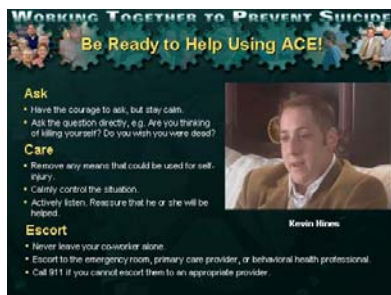 WORKING TOGETHER TO PREVENT SUICID
Be Ready to Help Using ACE!
Ask
• Have the courage to ask, but stay calm.
• Ask the question directly, e.g. Are you thinking
of killing yourself? Do you wish you were dead?
Care
• Remove any means that could be used for self-
injury.
• Calmly control the situation.
• Actively listen. Reassure that he or she will be
helped.
Kevin Hines
Escort
• Never leave your co-worker alone.
• Escort to the emergency room, primary care provider, or behavioral health professional.
• Call 911 if you cannot escort them to an appropriate provider.